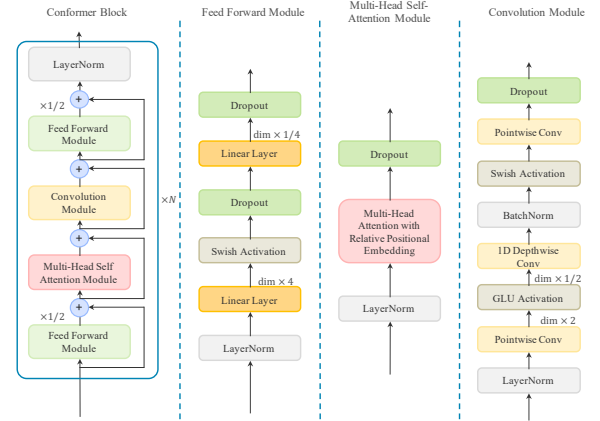 Conformer Block
LayerNorm
+
×1/2
Feed Forward
Module
+
Convolution
Module
×N
+
Multi-Head Self
Attention Module
+
×1/2
Feed Forward
Module
Feed Forward Module
Dropout
dim × 1/4
Linear Layer
Dropout
Swish Activation
dim × 4
Linear Layer
LayerNorm
Multi-Head Self-
Attention Module
Dropout
Multi-Head
Attention with
Relative Positional
Embedding
LayerNorm
Convolution Module
Dropout
Pointwise Conv
Swish Activation
BatchNorm
1D Depthwise
Conv
dim × 1/2
GLU Activation
dim × 2
Pointwise Conv
LayerNorm